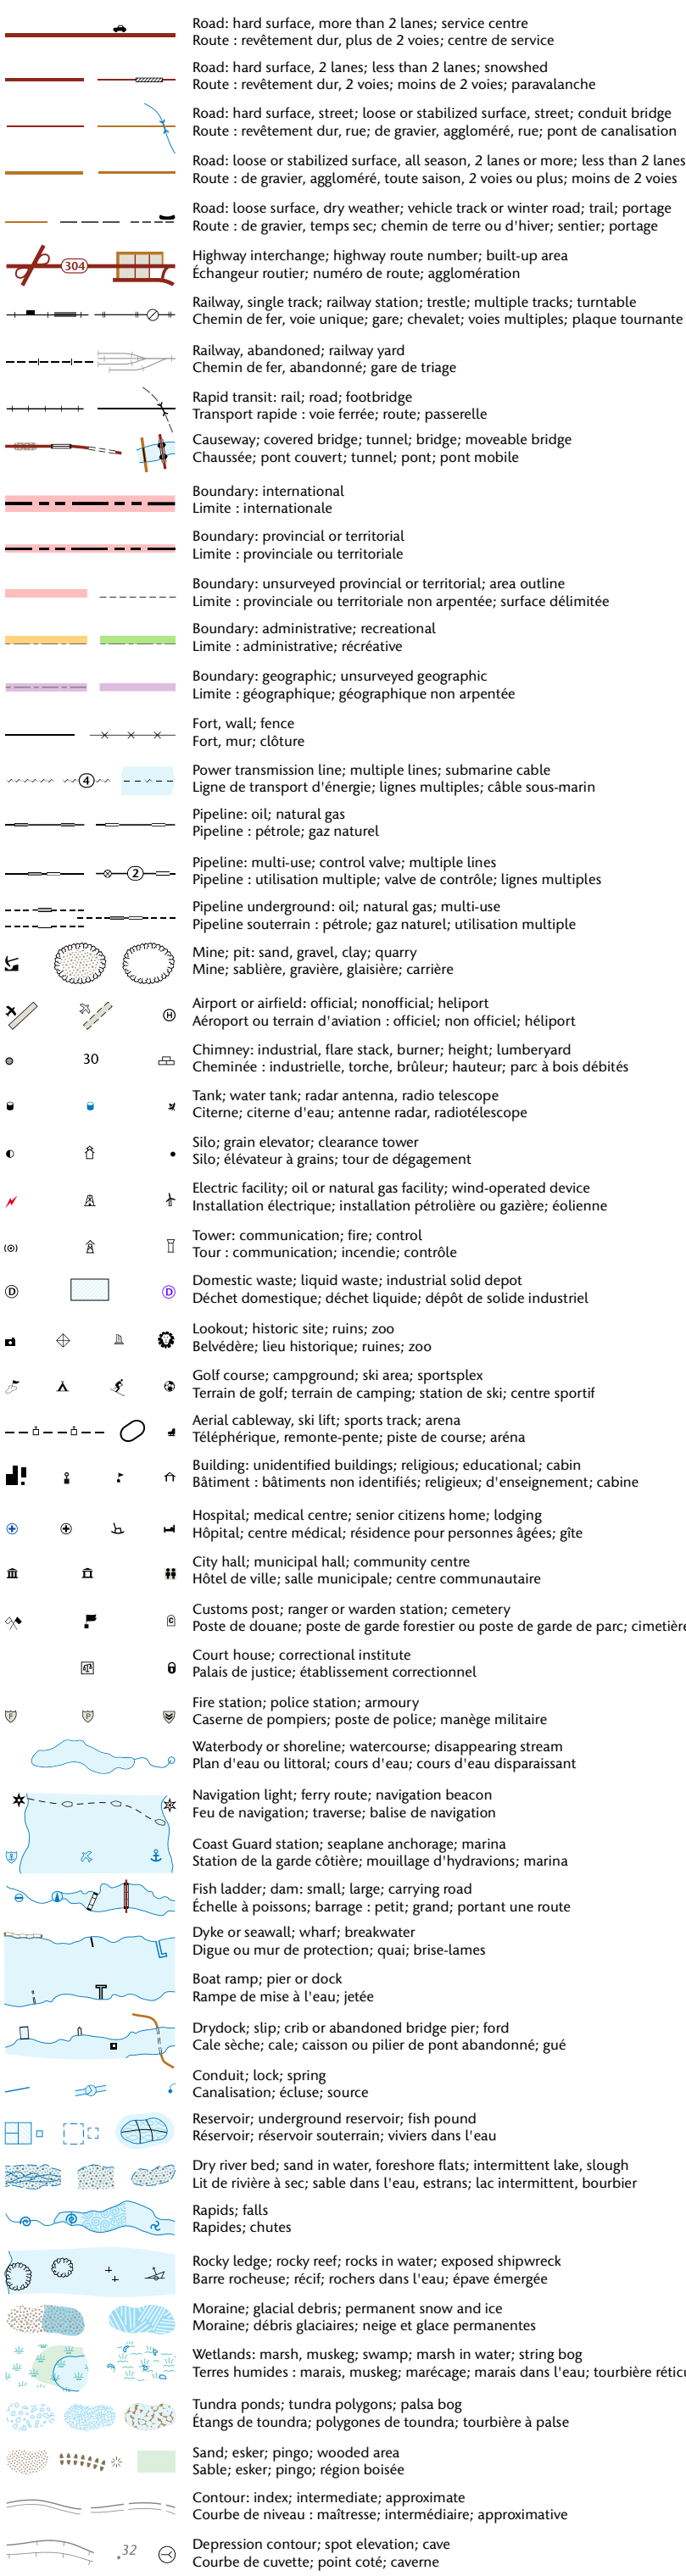 Road: hard surface, more than 2 lanes; service centre
Route : revêtement dur, plus de 2 voies; centre de service
Road: hard surface, 2 lanes; less than 2 lanes; snowshed
Route : revêtement dur, 2 voies; moins de 2 voies; paravalanche
Road: hard surface, street; loose or stabilized surface, street; conduit bridge
Route : revêtement dur, rue; de gravier, aggloméré, rue; pont de canalisation
Road: loose or stabilized surface, all season, 2 lanes or more; less than 2 lanes
Route : de gravier, aggloméré, toute saison, 2 voies ou plus; moins de 2 voies
Road: loose surface, dry weather; vehicle track or winter road; trail; portage
Route : de gravier, temps sec; chemin de terre ou d'hiver; sentier; portage
304
Highway interchange; highway route number; built-up area
Échangeur routier; numéro de route; agglomération
Railway, single track; railway station; trestle; multiple tracks; turntable
Chemin de fer, voie unique; gare; chevalet; voies multiples; plaque tournante
Railway, abandoned; railway yard
Chemin de fer, abandonné; gare de triage
Rapid transit: rail; road; footbridge
Transport rapide : voie ferrée; route; passerelle
Causeway; covered bridge; tunnel; bridge; moveable bridge
Chaussée; pont couvert; tunnel; pont; pont mobile
Boundary: international
Limite : internationale
Boundary: provincial or territorial
Limite : provinciale ou territoriale
Boundary: unsurveyed provincial or territorial; area outline
Limite : provinciale ou territoriale non arpentée; surface délimitée
Boundary: administrative; recreational
Limite : administrative; récréative
Boundary: geographic; unsurveyed geographic
Limite : géographique; géographique non arpentée
Fort, wall; fence
Fort, mur; clôture
4
Power transmission line; multiple lines; submarine cable
Ligne de transport d'énergie; lignes multiples; câble sous-marin
Pipeline: oil; natural gas
Pipeline : pétrole; gaz naturel
2
Pipeline: multi-use; control valve; multiple lines
Pipeline : utilisation multiple; valve de contrôle; lignes multiples
Pipeline underground: oil; natural gas; multi-use
Pipeline souterrain : pétrole; gaz naturel; utilisation multiple
Mine; pit: sand, gravel, clay; quarry
Mine; sablière, gravière, glaisière; carrière
H
Airport or airfield: official; nonofficial; heliport
Aéroport ou terrain d'aviation : officiel; non officiel; héliport
30
Chimney: industrial, flare stack, burner; height; lumberyard
Cheminée : industrielle, torche, brûleur; hauteur; parc à bois débités
Tank; water tank; radar antenna, radio telescope
Citerne; citerne d'eau; antenne radar, radiotélescope
Silo; grain elevator; clearance tower
Silo; élévateur à grains; tour de dégagement
Electric facility; oil or natural gas facility; wind-operated device
Installation électrique; installation pétrolière ou gazière; éolienne
Tower: communication; fire; control
Tour : communication; incendie; contrôle
D D
Domestic waste; liquid waste; industrial solid depot
Déchet domestique; déchet liquide; dépôt de solide industriel
Lookout; historic site; ruins; zoo
Belvédère; lieu historique; ruines; zoo
Golf course; campground; ski area; sportsplex
Terrain de golf; terrain de camping; station de ski; centre sportif
Aerial cableway, ski lift; sports track; arena
Téléphérique, remonte-pente; piste de course; aréna
Building: unidentified buildings; religious; educational; cabin
Bâtiment : bâtiments non identifiés; religieux; d'enseignement; cabine
Hospital; medical centre; senior citizens home; lodging
Hôpital; centre médical; résidence pour personnes âgées; gîte
City hall; municipal hall; community centre
Hôtel de ville; salle municipale; centre communautaire
C
Customs post; ranger or warden station; cemetery
Poste de douane; poste de garde forestier ou poste de garde de parc; cimetière
Court house; correctional institute
Palais de justice; établissement correctionnel
F P
Fire station; police station; armoury
Caserne de pompiers; poste de police; manège militaire
Waterbody or shoreline; watercourse; disappearing stream
Plan d'eau ou littoral; cours d'eau; cours d'eau disparaissant
Navigation light; ferry route; navigation beacon
Feu de navigation; traverse; balise de navigation
Coast Guard station; seaplane anchorage; marina
Station de la garde côtière; mouillage d'hydravions; marina
Fish ladder; dam: small; large; carrying road
Échelle à poissons; barrage : petit; grand; portant une route
Dyke or seawall; wharf; breakwater
Digue ou mur de protection; quai; brise-lames
Boat ramp; pier or dock
Rampe de mise à l'eau; jetée
Drydock; slip; crib or abandoned bridge pier; ford
Cale sèche; cale; caisson ou pilier de pont abandonné; gué
Conduit; lock; spring
Canalisation; écluse; source
Reservoir; underground reservoir; fish pound
Réservoir; réservoir souterrain; viviers dans l'eau
Dry river bed; sand in water, foreshore flats; intermittent lake, slough
Lit de rivière à sec; sable dans l'eau, estrans; lac intermittent, bourbier
Rapids; falls
Rapides; chutes
Rocky ledge; rocky reef; rocks in water; exposed shipwreck
Barre rocheuse; récif; rochers dans l'eau; épave émergée
Moraine; glacial debris; permanent snow and ice
Moraine; débris glaciaires; neige et glace permanentes
Wetlands: marsh, muskeg; swamp; marsh in water; string bog
Terres humides : marais, muskeg; marécage; marais dans l'eau; tourbière réticu
Tundra ponds; tundra polygons; palsa bog
Étangs de toundra; polygones de toundra; tourbière à palse
Sand; esker; pingo; wooded area
Sable; esker; pingo; région boisée
Contour: index; intermediate; approximate
Courbe de niveau : maîtresse; intermédiaire; approximative
.32
Depression contour; spot elevation; cave
Courbe de cuvette; point coté; caverne